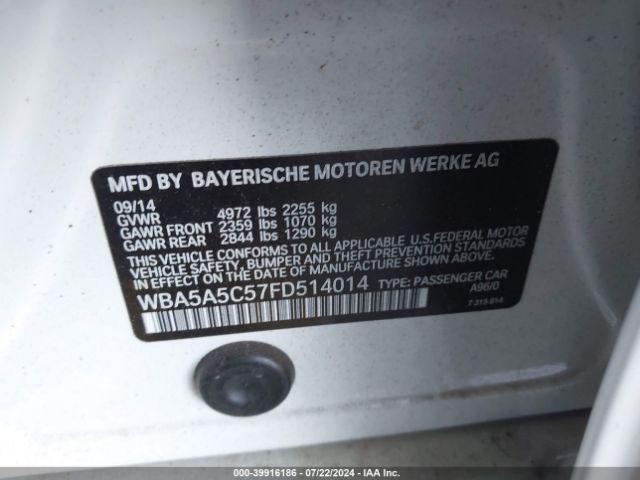 MFD BY BAYERISCHE MOTOREN WERKE AG
09/14
GVWR 4972 lbs 2255 kg
GAWR FRONT 2359 lbs 1070 kg
GAWR REAR 2844 lbs 1290 kg
THIS VEHICLE CONFORMS TO ALL APPLICABLE U.S.FEDERAL MOTOR
VEHICLE SAFETY, BUMPER AND THEFT PREVENTION STANDARDS
IN EFFECT ON THE DATE OF MANUFACTURE SHOWN ABOVE.
WBA5A5C57FD514014 TYPE: PASSENGER CAR
A96/0
7 315 814
000-39916186 - 07/22/2024 - IAA Inc.